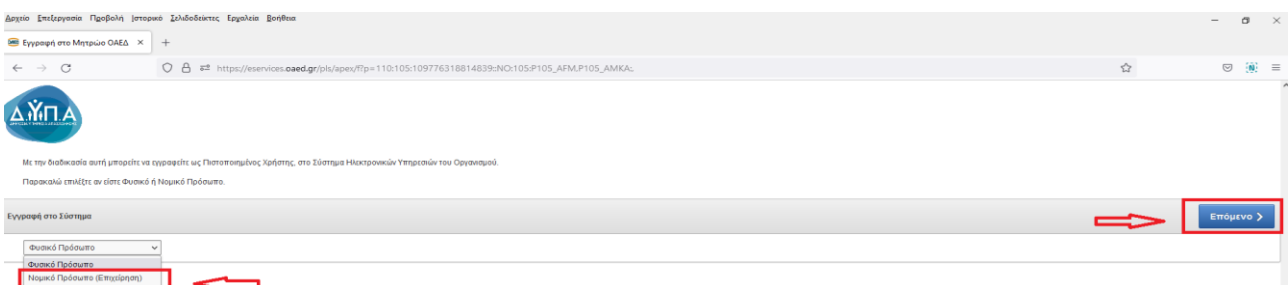 Αρχείο Επεξεργασία Προβολή Ιστορικό Σελιδοδείκτες Εργαλεία Βοήθεια
Εγγραφή στο Μητρώο ΟΑΕΔ
https://eservices.oaed.gr/pls/apex/f?p=110:105:109776318814839::NO:105:P105_AFM,P105_AMKA:,
Δ.ΥΠ.Α
Με την διαδικασία αυτή μπορείτε να εγγραφείτε ως Πιστοποιημένος Χρήστης, στο Σύστημα Ηλεκτρονικών Υπηρεσιών του Οργανισμού.
Παρακαλώ επιλέξτε αν είστε Φυσικό ή Νομικό Πρόσωπο.
Εγγραφή στο Σύστημα
Επόμενο
Φυσικό Πρόσωπο
Φυσικό Πρόσωπο
Νομικό Πρόσωπο (Επιχείρηση)